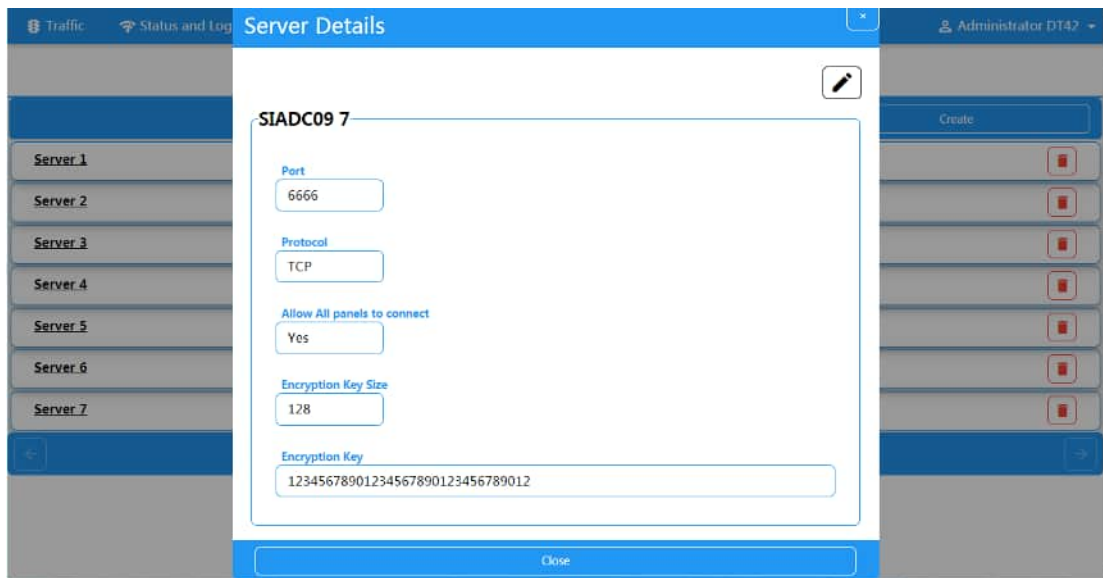 Traffic
Status and Log
Server Details
×
Administrator DT42
SIADC09 7
Create
Server 1
Port
6666
Server 2
Protocol
Server 3
TCP
Server 4
Allow All panels to connect
Server 5
Yes
Server 6
Encryption Key Size
Server 7
128
Encryption Key
12345678901234567890123456789012
Close